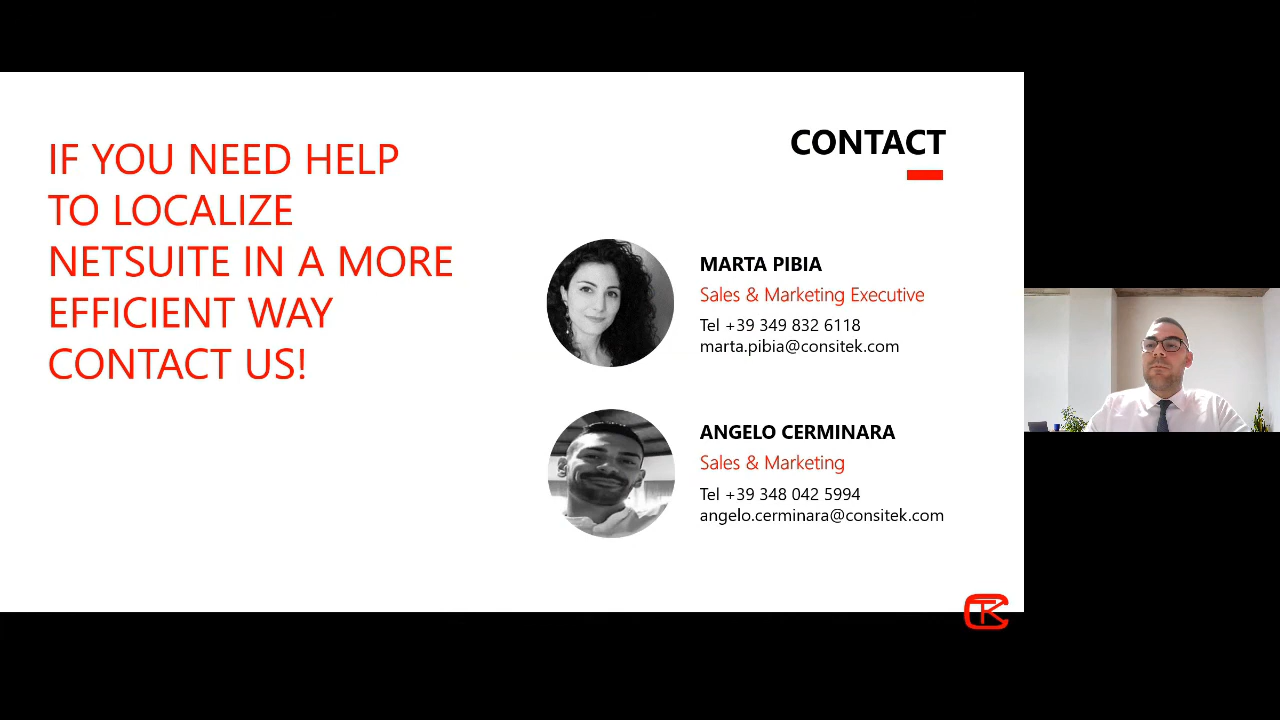 IF YOU NEED HELP
TO LOCALIZE
NETSUITE IN A MORE
EFFICIENT WAY
CONTACT US!
CONTACT
MARTA PIBIA
Sales & Marketing Executive
Tel +39 349 832 6118
marta.pibia@consitek.com
ANGELO CERMINARA
Sales & Marketing
Tel +39 348 042 5994
angelo.cerminara@consitek.com